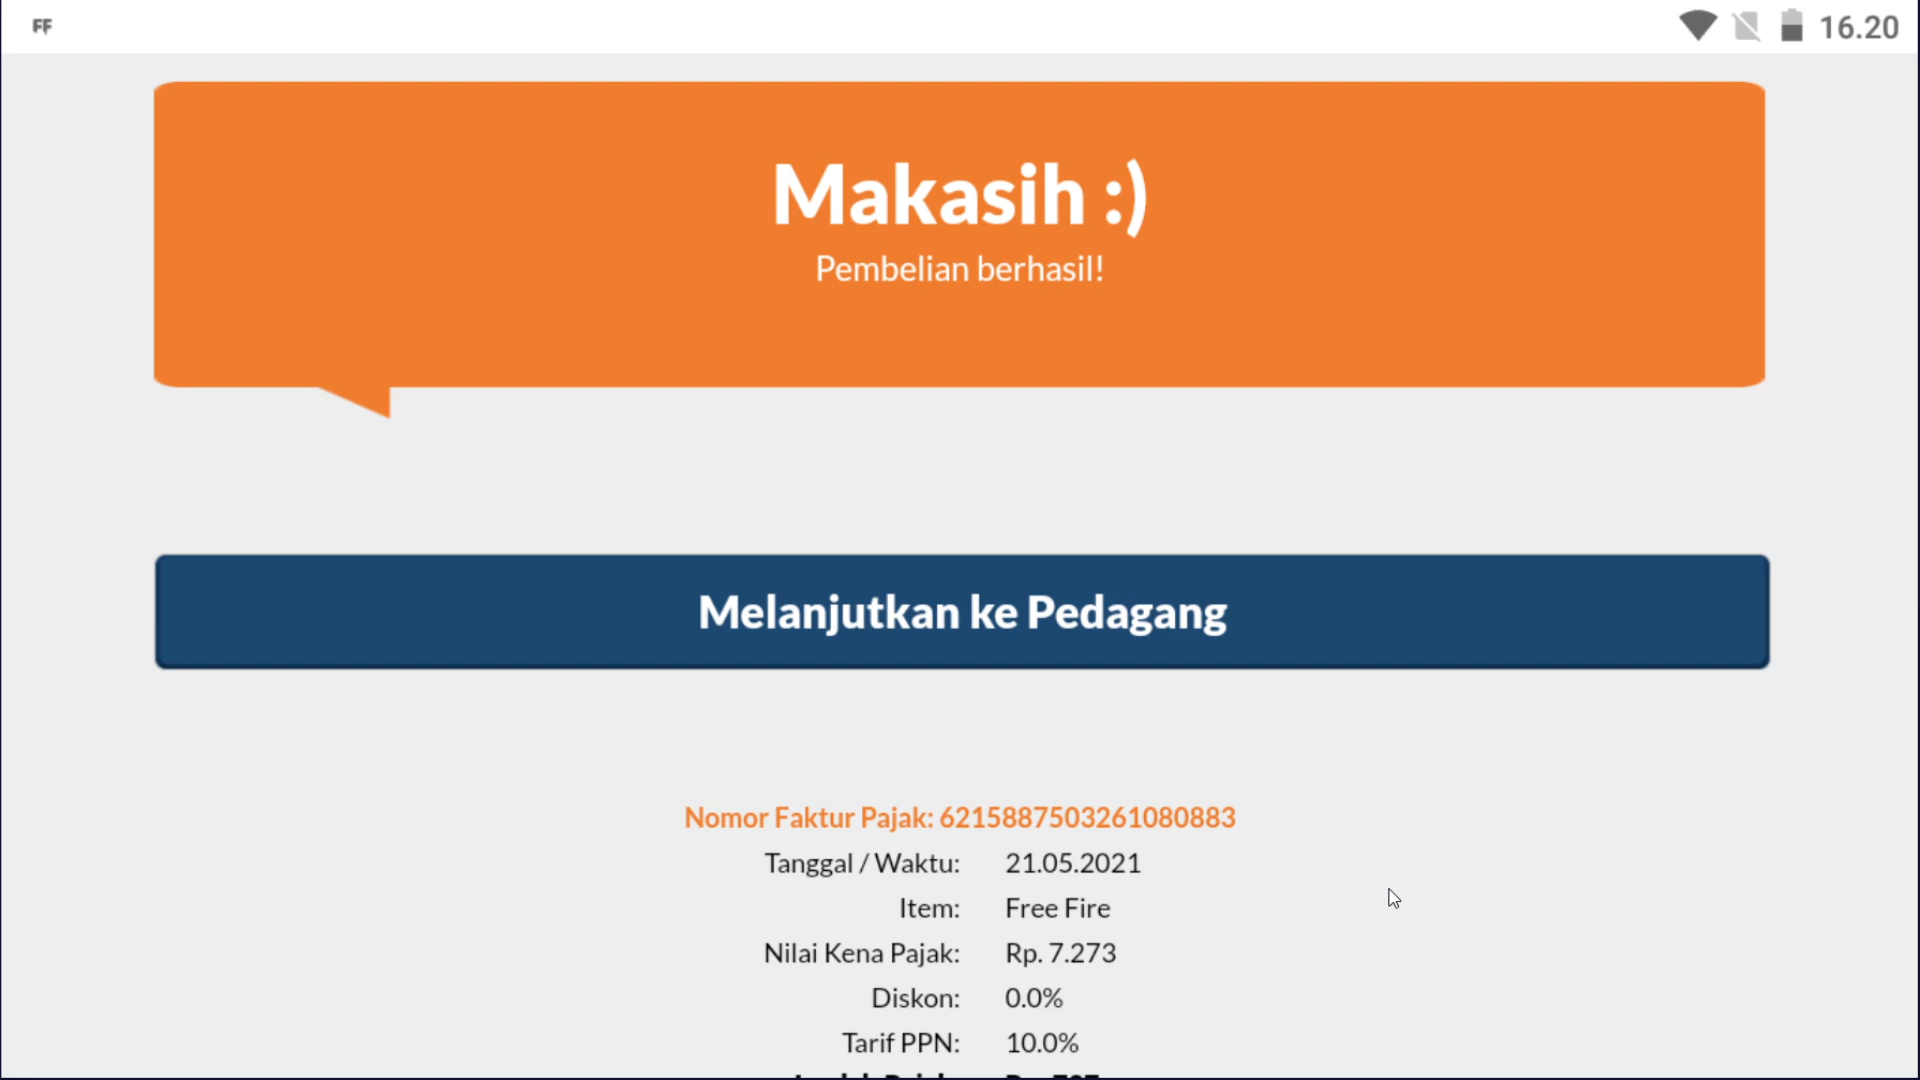 FF
16.20
Makasih :)
Pembelian berhasil!
Melanjutkan ke Pedagang
Nomor Faktur Pajak: 6215887503261080883
Tanggal / Waktu: 21.05.2021
Item: Free Fire
Nilai Kena Pajak: Rp. 7.273
Diskon: 0.0%
Tarif PPN: 10.0%